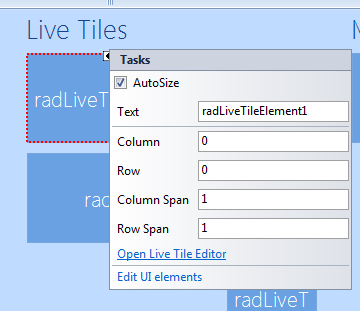 Live Tiles
Tasks
AutoSize
radLiveT
Text radLiveTileElement1
Column 0
Row 0
Column Span 1
rad
Row Span 1
Open Live Tile Editor
Edit UI elements
radLiveT